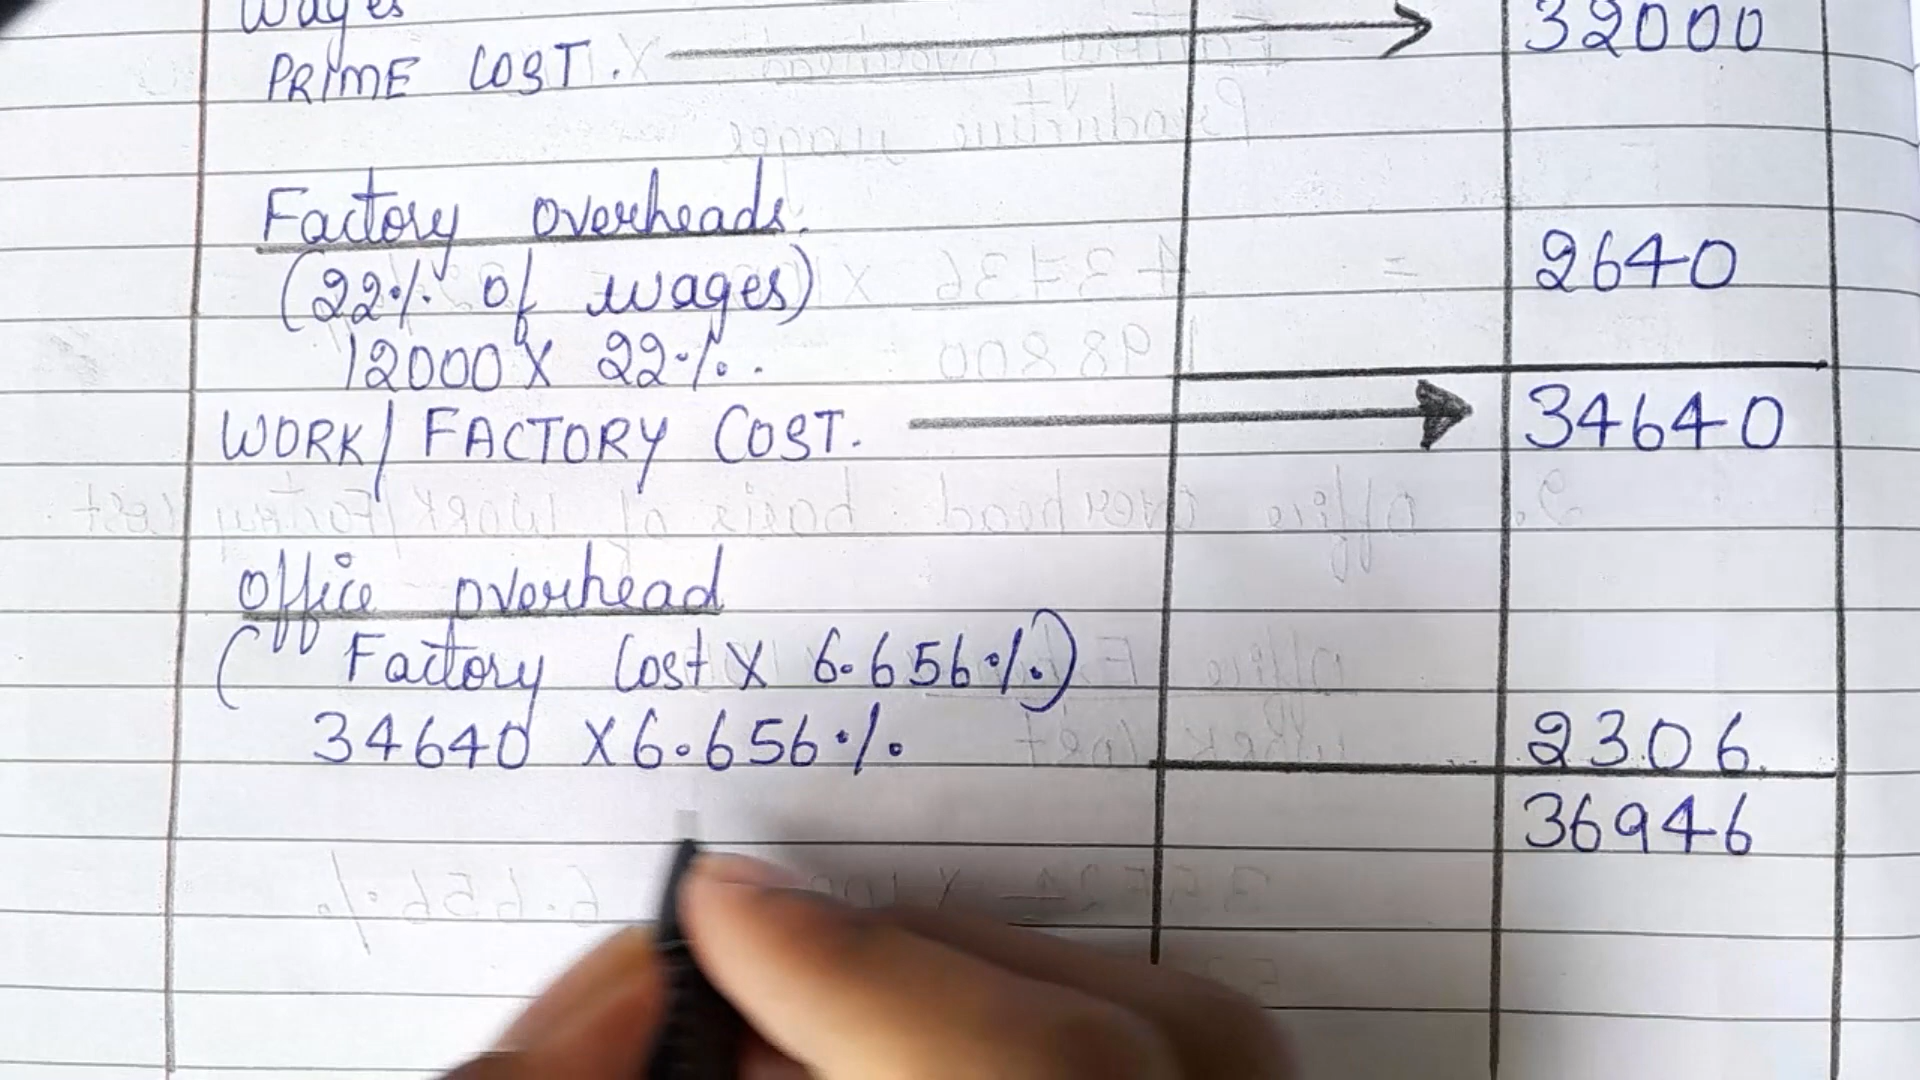 Wages
PRIME COST. 32000
Factory overheads.
(22% of wages) 2640
12000 X 22%.
WORK/ FACTORY COST. 34640
Office overhead
(Factory Cost X 6.656%)
34640 X 6.656% 2306
36946